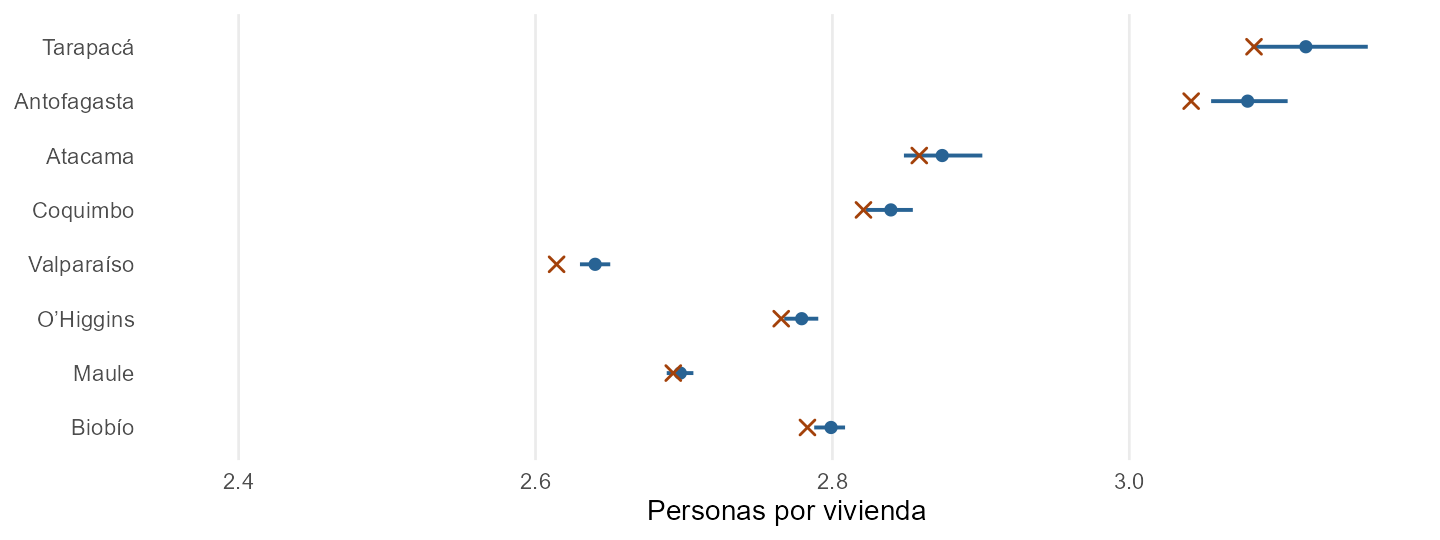 Tarapacá
Antofagasta
Atacama
Coquimbo
Valparaíso
O’Higgins
Maule
Biobío
2.4 2.6 2.8 3.0
Personas por vivienda